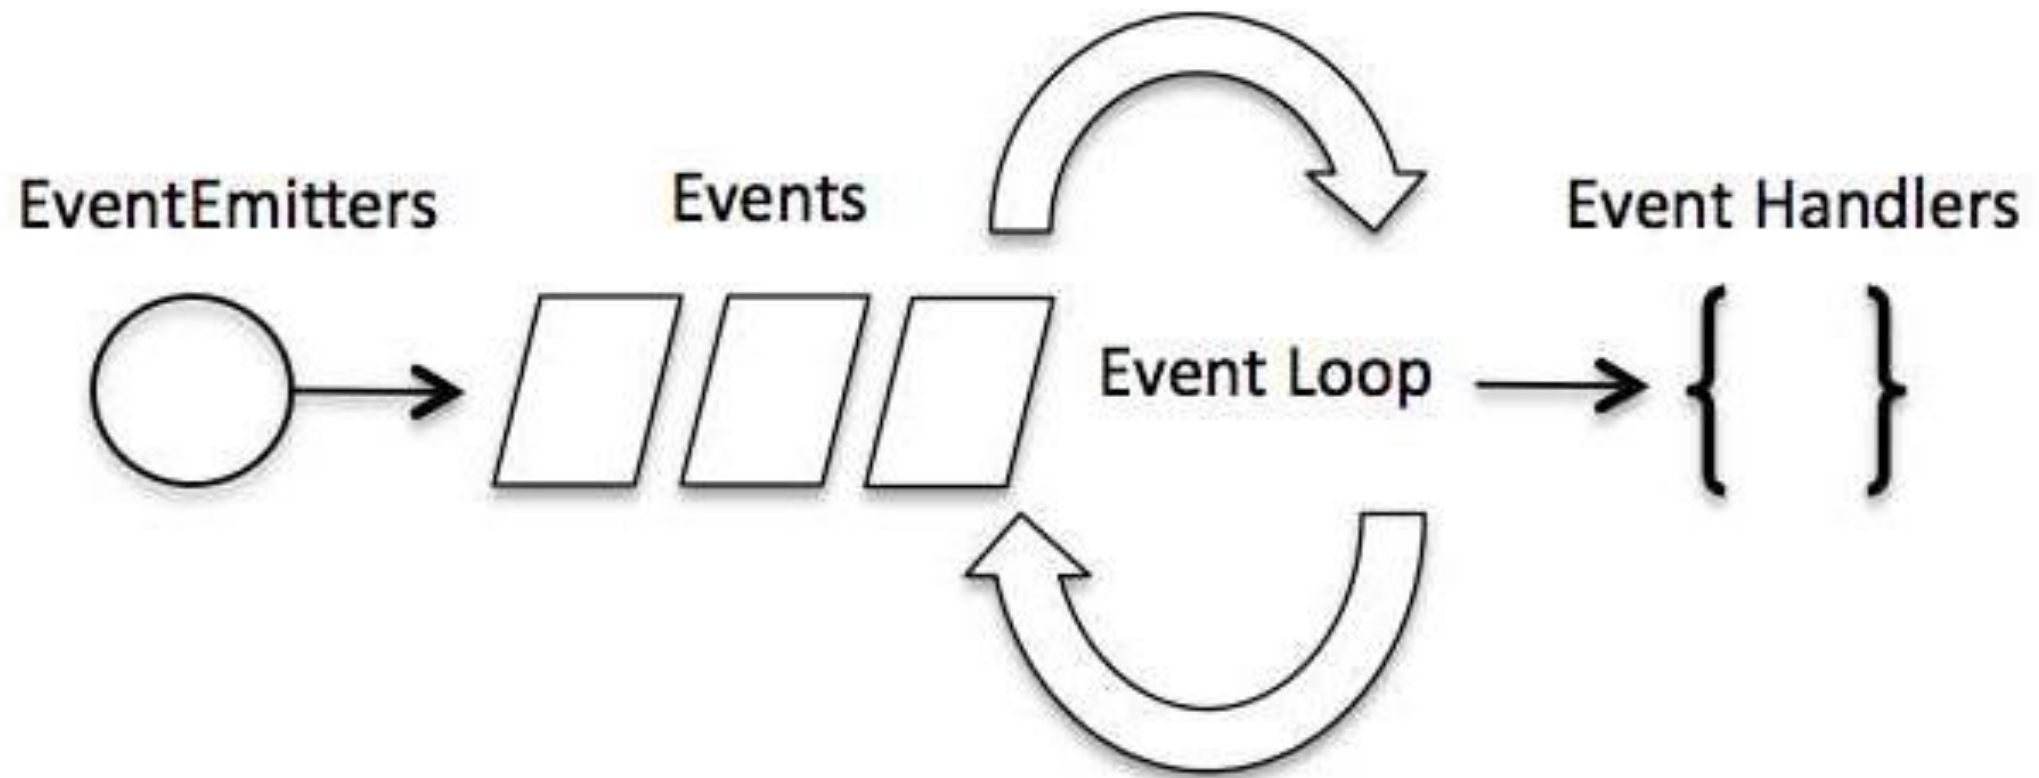 EventEmitters
Events
Event Handlers
Event Loop
{ }